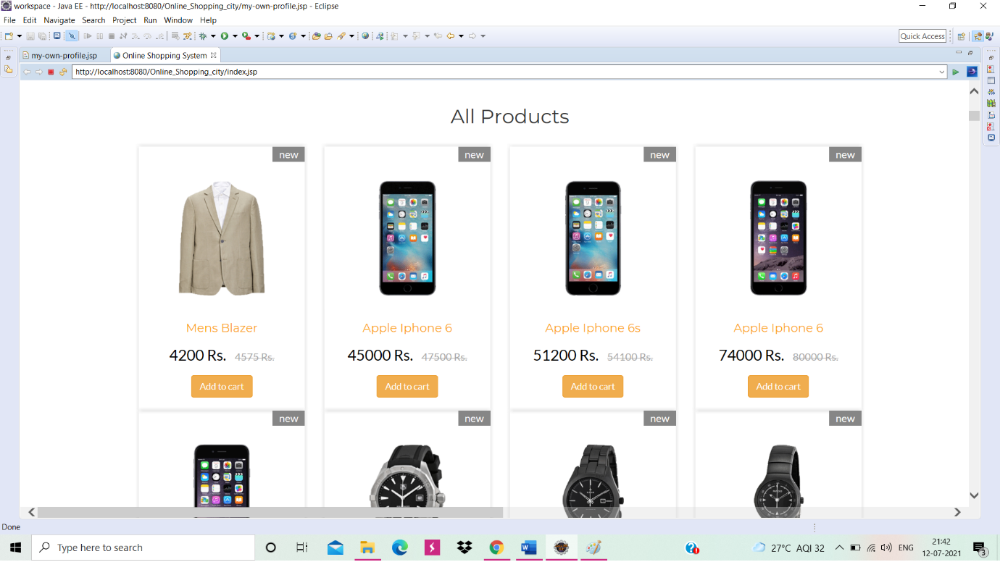 workspace - Java EE - http://localhost:8080/Online_Shopping_city/my-own-profile.jsp - Eclipse
File Edit Navigate Search Project Run Window Help
Quick Access
my-own-profile.jsp Online Shopping System
http://localhost:8080/Online_Shopping_city/index.jsp
All Products
new new new new
Mens Blazer Apple Iphone 6 Apple Iphone 6s Apple Iphone 6
4200 Rs. 4575 Rs. 45000 Rs. 47500 Rs. 51200 Rs. 54100 Rs. 74000 Rs. 80000 Rs.
Add to cart Add to cart Add to cart Add to cart
new new new new
Done
Type here to search
27°C AQI 32 ENG
21:42
12-07-2021
3